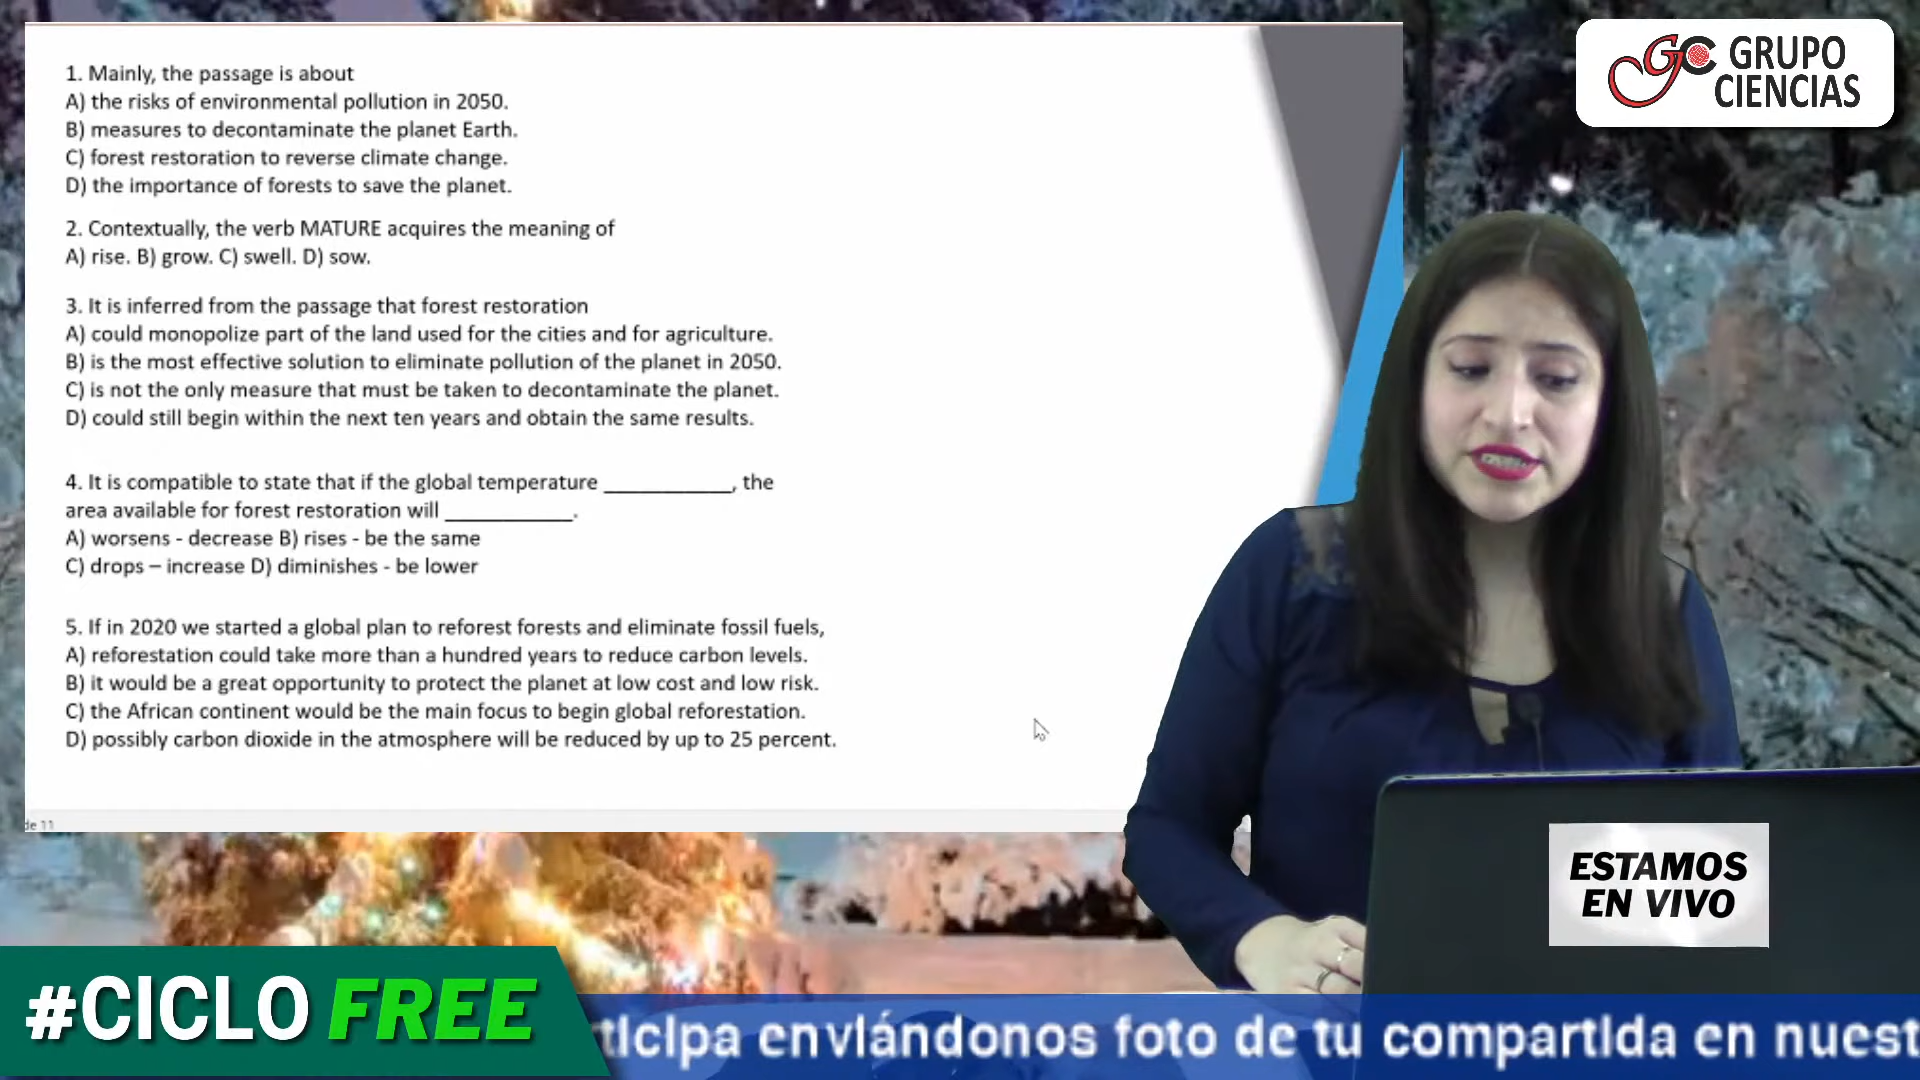 1. Mainly, the passage is about
A) the risks of environmental pollution in 2050.
B) measures to decontaminate the planet Earth.
C) forest restoration to reverse climate change.
D) the importance of forests to save the planet.
2. Contextually, the verb MATURE acquires the meaning of
A) rise. B) grow. C) swell. D) sow.
3. It is inferred from the passage that forest restoration
A) could monopolize part of the land used for the cities and for agriculture.
B) is the most effective solution to eliminate pollution of the planet in 2050.
C) is not the only measure that must be taken to decontaminate the planet.
D) could still begin within the next ten years and obtain the same results.
4. It is compatible to state that if the global temperature ___________, the
area available for forest restoration will ___________.
A) worsens - decrease B) rises - be the same
C) drops – increase D) diminishes - be lower
5. If in 2020 we started a global plan to reforest forests and eliminate fossil fuels,
A) reforestation could take more than a hundred years to reduce carbon levels.
B) it would be a great opportunity to protect the planet at low cost and low risk.
C) the African continent would be the main focus to begin global reforestation.
D) possibly carbon dioxide in the atmosphere will be reduced by up to 25 percent.
de 11
GC GRUPO
CIENCIAS
ESTAMOS
EN VIVO
#CICLO FREE
ticipa enviándonos foto de tu compartida en nuest